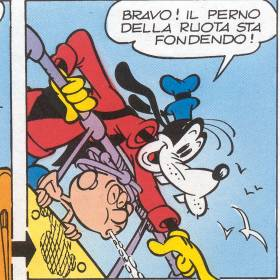 BRAVO! IL PERNO
DELLA RUOTA STA
FONDENDO!